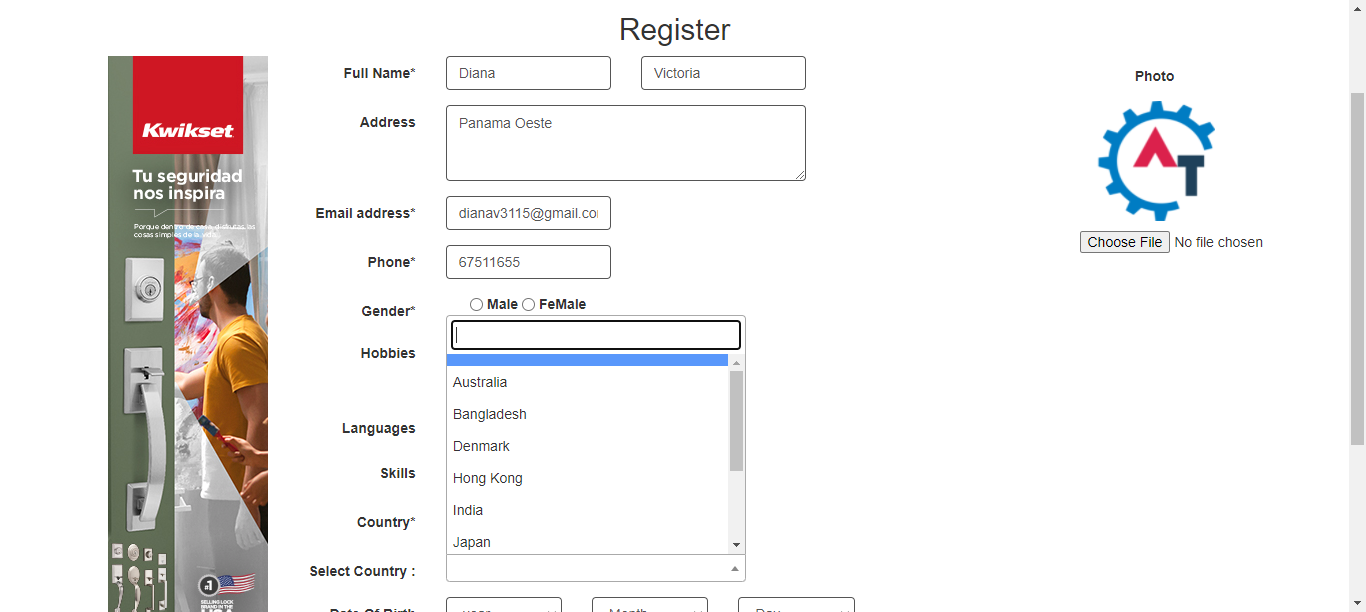 Register
Full Name*
Diana
Victoria
Photo
Address
Panama Oeste
Email address*
dianav3115@gmail.co
Choose File No file chosen
Phone*
67511655
Gender*
Male FeMale
Hobbies
Australia
Bangladesh
Denmark
Hong Kong
India
Japan
Languages
Skills
Country*
Select Country :
Date Of Birth
year
Month
Day
Kwikset
Tu seguridad
nos inspira
Porque dentro de casa, disfrutas las
cosas simples de la vida.
#1
SELLING LOCK
BRAND IN THE
USA
AT